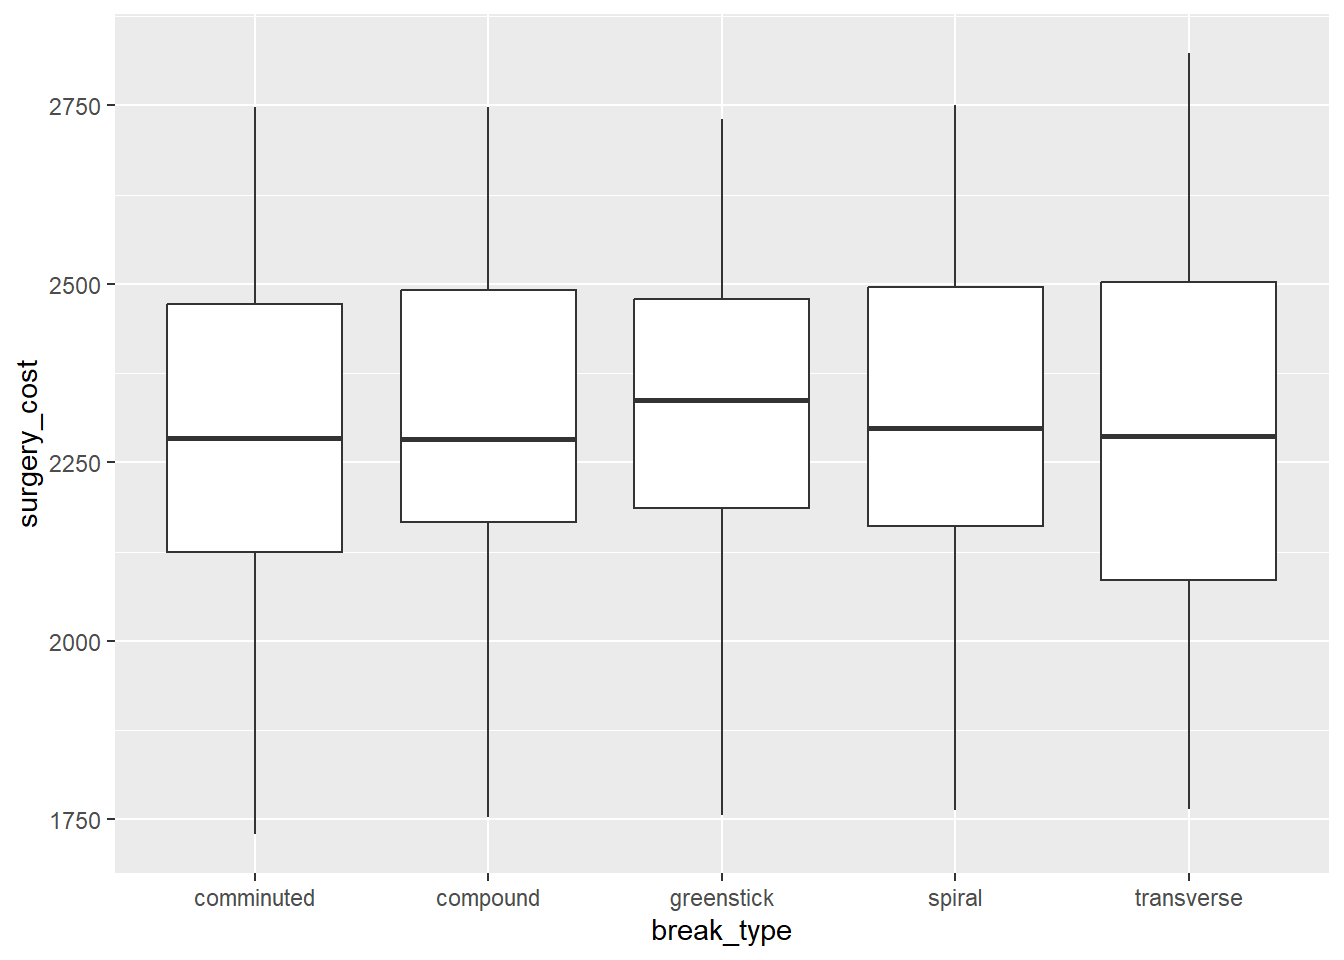 surgery_cost
2750
2500
2250
2000
1750
comminuted compound greenstick spiral transverse
break_type